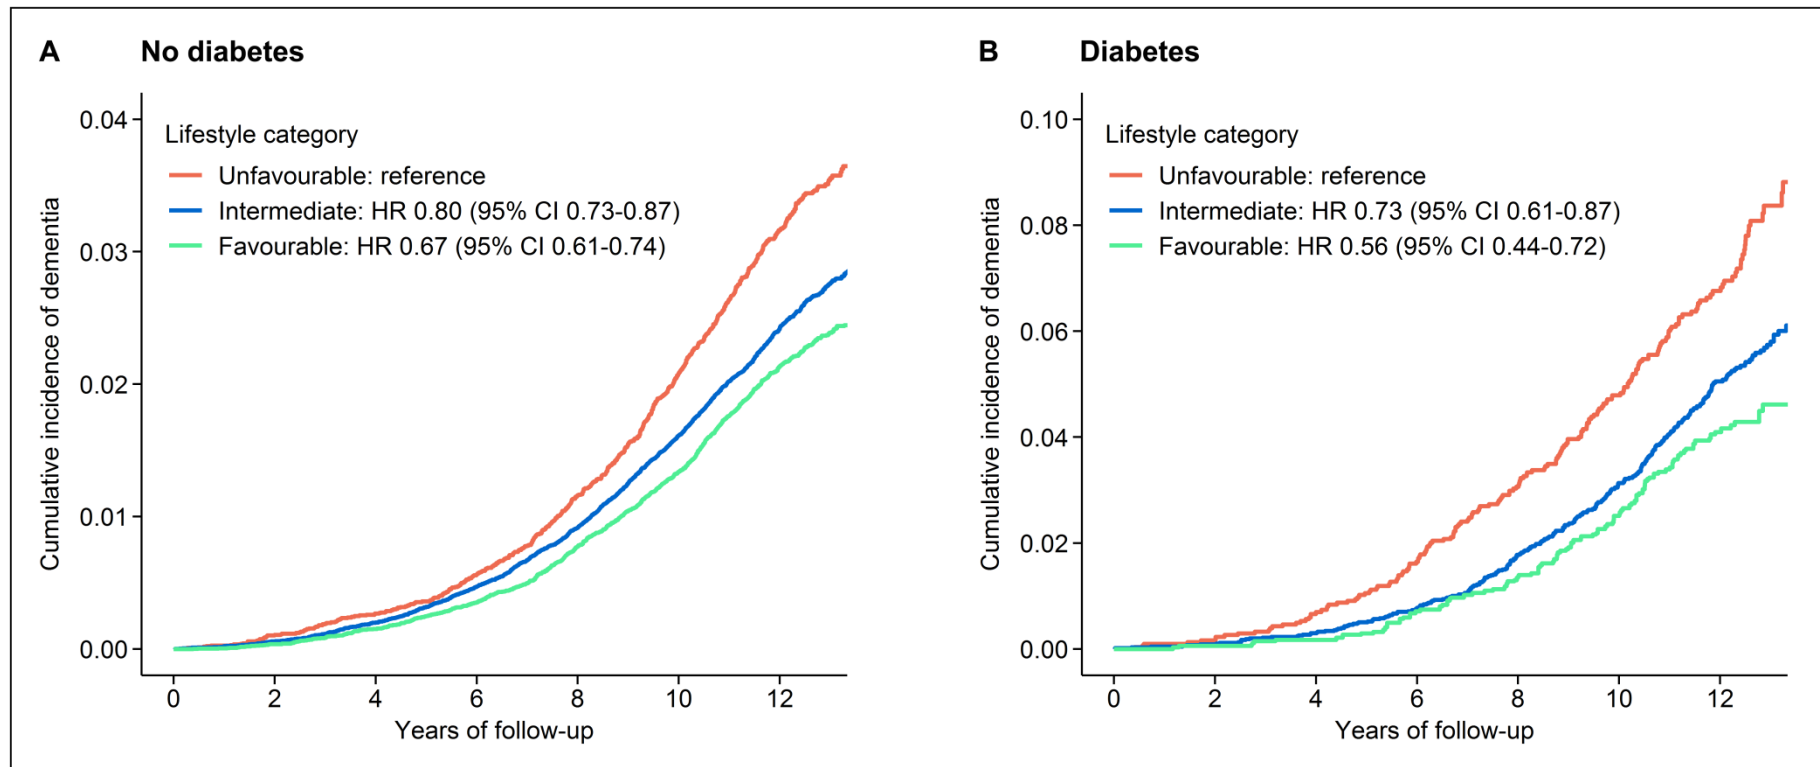 A No diabetes
Cumulative incidence of dementia
0.04
0.03
0.02
0.01
0.00
Lifestyle category
Unfavourable: reference
Intermediate: HR 0.80 (95% CI 0.73-0.87)
Favourable: HR 0.67 (95% CI 0.61-0.74)
0 2 4 6 8 10 12
Years of follow-up
B Diabetes
Cumulative incidence of dementia
0.10
0.08
0.06
0.04
0.02
0.00
Lifestyle category
Unfavourable: reference
Intermediate: HR 0.73 (95% CI 0.61-0.87)
Favourable: HR 0.56 (95% CI 0.44-0.72)
0 2 4 6 8 10 12
Years of follow-up